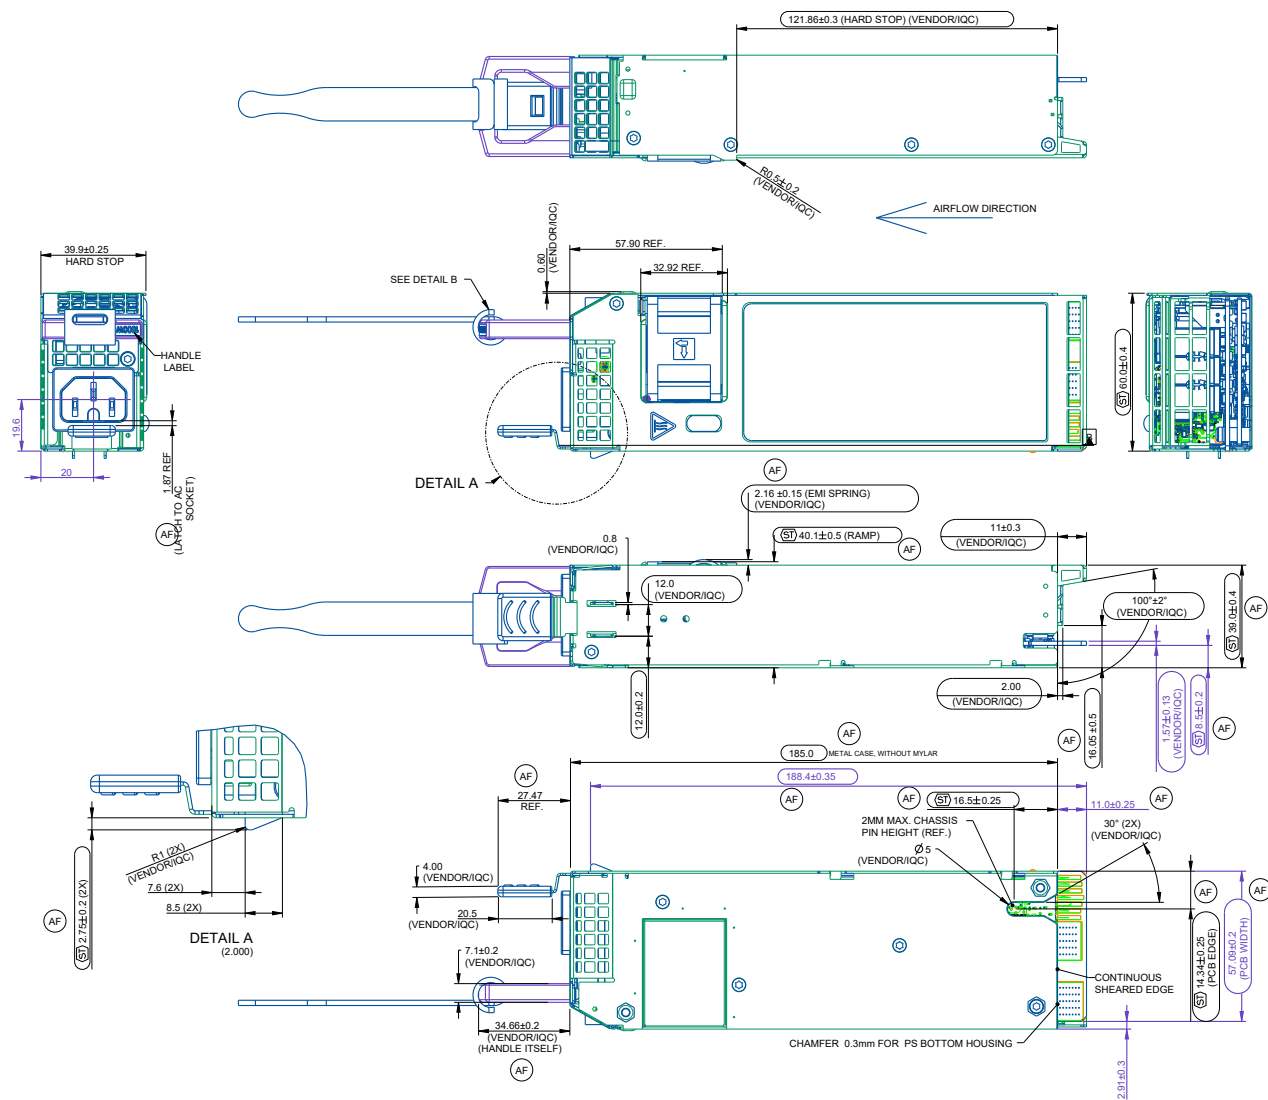 121.86±0.3 (HARD STOP) (VENDOR/IQC)
R0.5±0.2
(VENDOR/IQC)
AIRFLOW DIRECTION
39.9±0.25
HARD STOP
0.60
(VENDOR/IQC)
57.90 REF.
32.92 REF.
SEE DETAIL B
HANDLE
LABEL
19.6
20
1.87 REF
(LATCH TO AC
SOCKET)
AF
DETAIL A
ST 60.0±0.4
AF
2.16 ±0.15 (EMI SPRING)
(VENDOR/IQC)
ST 40.1±0.5 (RAMP)
AF
11±0.3
(VENDOR/IQC)
0.8
(VENDOR/IQC)
12.0
(VENDOR/IQC)
100°±2°
(VENDOR/IQC)
ST 39.0±0.4
AF
12.0±0.2
2.00
(VENDOR/IQC)
AF
16.05±0.5
1.57±0.13
(VENDOR/IQC)
ST 8.5±0.2
AF
AF
185.0 METAL CASE, WITHOUT MYLAR
188.4±0.35
AF
AF
27.47
REF.
AF
ST 16.5±0.25
11.0±0.25
AF
2MM MAX. CHASSIS
PIN HEIGHT (REF.)
Ø5
(VENDOR/IQC)
30° (2X)
(VENDOR/IQC)
R1 (2X)
(VENDOR/IQC)
7.6 (2X)
8.5 (2X)
AF
ST 2.75±0.2 (2X)
DETAIL A
(2.000)
4.00
(VENDOR/IQC)
20.5
(VENDOR/IQC)
7.1±0.2
(VENDOR/IQC)
34.66±0.2
(VENDOR/IQC)
(HANDLE ITSELF)
AF
AF
AF
ST 14.34±0.25
(PCB EDGE)
57.09±0.2
(PCB WIDTH)
CONTINUOUS
SHEARED EDGE
CHAMFER 0.3mm FOR PS BOTTOM HOUSING
2.91±0.3